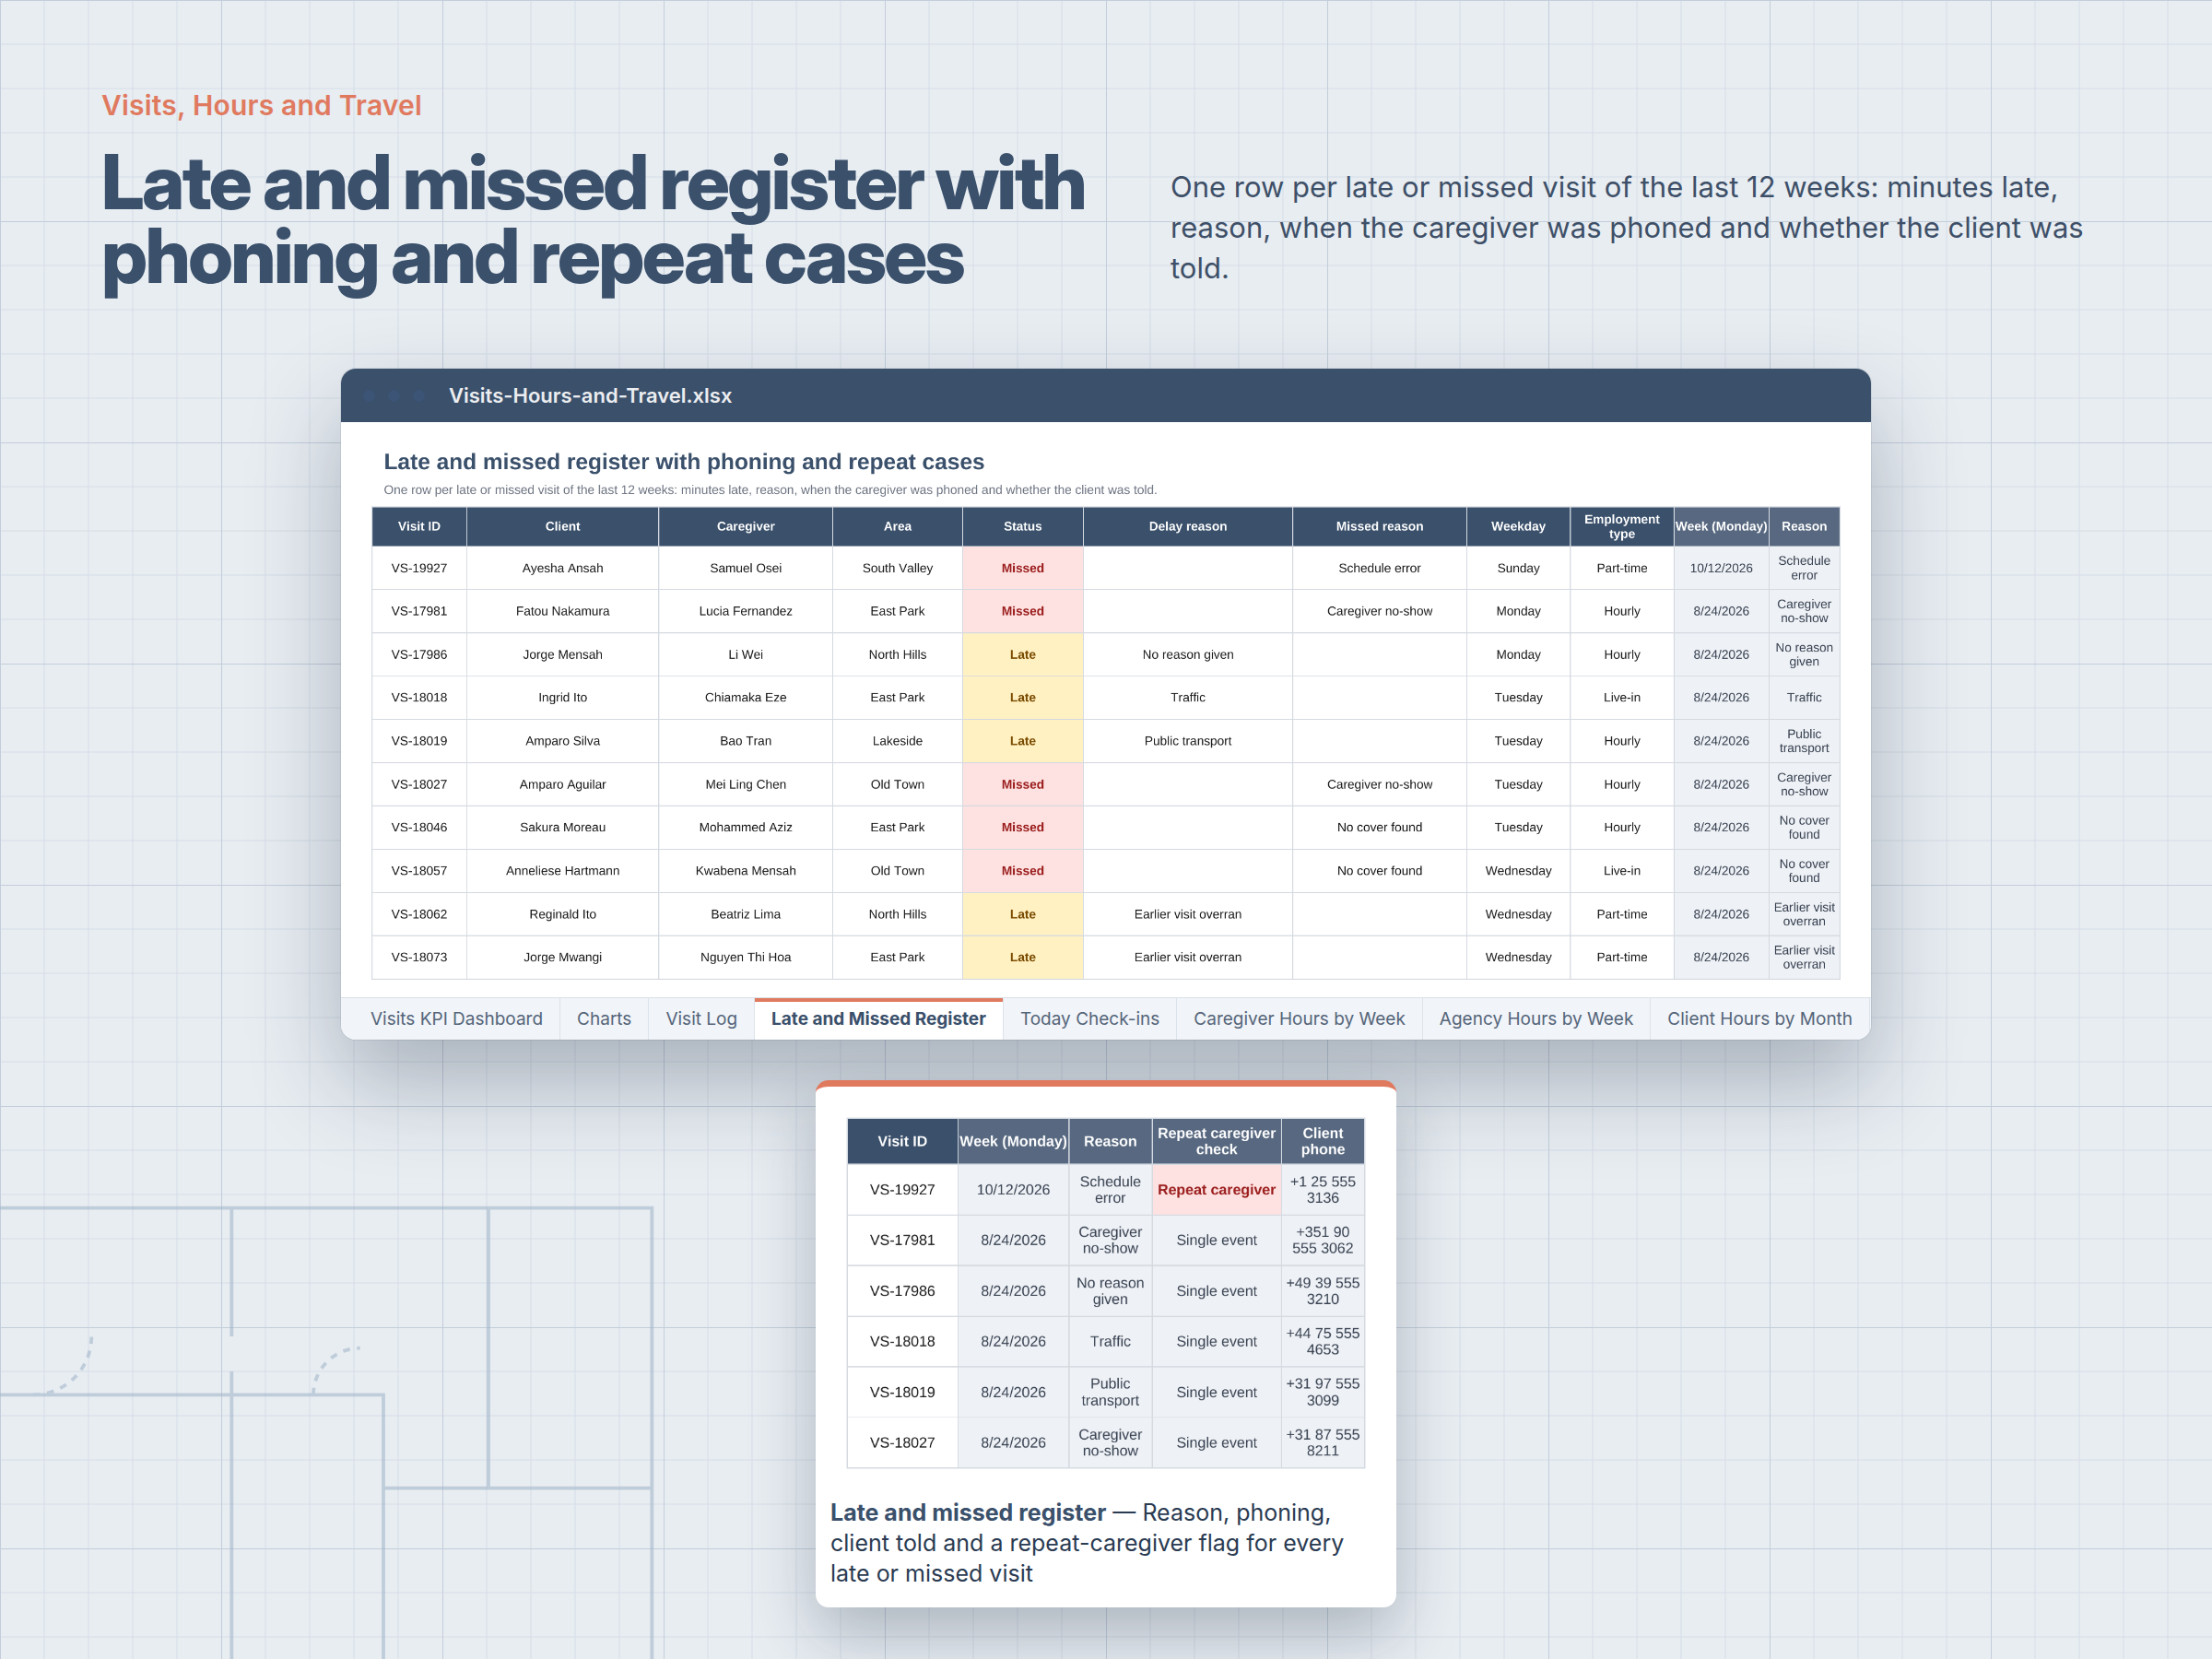 Visits, Hours and Travel
Late and missed register with
phoning and repeat cases
One row per late or missed visit of the last 12 weeks: minutes late,
reason, when the caregiver was phoned and whether the client was
told.
Visits-Hours-and-Travel.xlsx
Late and missed register with phoning and repeat cases
One row per late or missed visit of the last 12 weeks: minutes late, reason, when the caregiver was phoned and whether the client was told.
Visit ID Client Caregiver Area Status Delay reason Missed reason Weekday Employment type Week (Monday) Reason
VS-19927 Ayesha Ansah Samuel Osei South Valley Missed Schedule error Sunday Part-time 10/12/2026 Schedule error
VS-17981 Fatou Nakamura Lucia Fernandez East Park Missed Caregiver no-show Monday Hourly 8/24/2026 Caregiver no-show
VS-17986 Jorge Mensah Li Wei North Hills Late No reason given Monday Hourly 8/24/2026 No reason given
VS-18018 Ingrid Ito Chiamaka Eze East Park Late Traffic Tuesday Live-in 8/24/2026 Traffic
VS-18019 Amparo Silva Bao Tran Lakeside Late Public transport Tuesday Hourly 8/24/2026 Public transport
VS-18027 Amparo Aguilar Mei Ling Chen Old Town Missed Caregiver no-show Tuesday Hourly 8/24/2026 Caregiver no-show
VS-18046 Sakura Moreau Mohammed Aziz East Park Missed No cover found Tuesday Hourly 8/24/2026 No cover found
VS-18057 Anneliese Hartmann Kwabena Mensah Old Town Missed No cover found Wednesday Live-in 8/24/2026 No cover found
VS-18062 Reginald Ito Beatriz Lima North Hills Late Earlier visit overran Wednesday Part-time 8/24/2026 Earlier visit overran
VS-18073 Jorge Mwangi Nguyen Thi Hoa East Park Late Earlier visit overran Wednesday Part-time 8/24/2026 Earlier visit overran
Visits KPI Dashboard Charts Visit Log Late and Missed Register Today Check-ins Caregiver Hours by Week Agency Hours by Week Client Hours by Month
Visit ID Week (Monday) Reason Repeat caregiver check Client phone
VS-19927 10/12/2026 Schedule error Repeat caregiver +1 25 555 3136
VS-17981 8/24/2026 Caregiver no-show Single event +351 90 555 3062
VS-17986 8/24/2026 No reason given Single event +49 39 555 3210
VS-18018 8/24/2026 Traffic Single event +44 75 555 4653
VS-18019 8/24/2026 Public transport Single event +31 97 555 3099
VS-18027 8/24/2026 Caregiver no-show Single event +31 87 555 8211
Late and missed register — Reason, phoning,
client told and a repeat-caregiver flag for every
late or missed visit